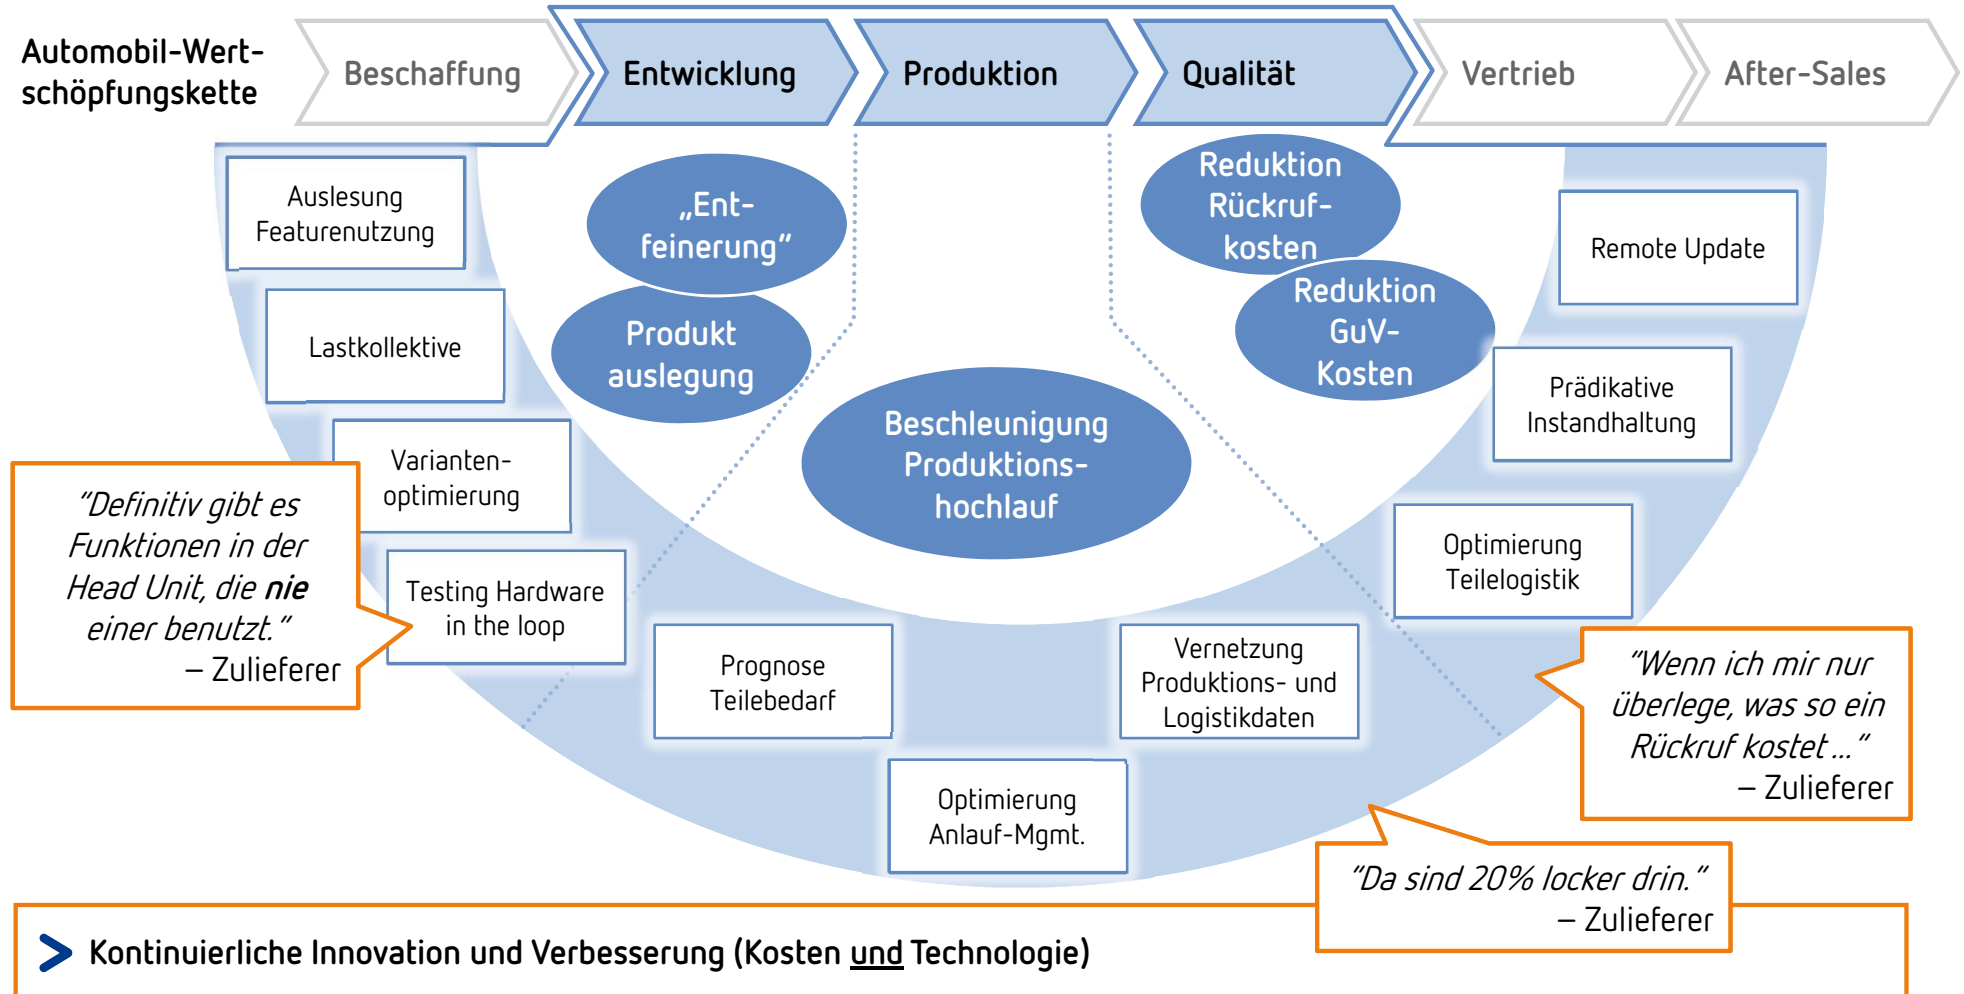 Automobil-Wert-
schöpfungskette
Beschaffung
Entwicklung
Produktion
Qualität
Vertrieb
After-Sales
Auslesung
Featurenutzung
Lastkollektive
Varianten-
optimierung
Testing Hardware
in the loop
„Ent-
feinerung“
Produkt
auslegung
Beschleunigung
Produktions-
hochlauf
Reduktion
Rückruf-
kosten
Reduktion
GuV-
Kosten
Remote Update
Prädikative
Instandhaltung
Optimierung
Teilelogistik
Prognose
Teilebedarf
Optimierung
Anlauf-Mgmt.
Vernetzung
Produktions- und
Logistikdaten
“Definitiv gibt es
Funktionen in der
Head Unit, die nie
einer benutzt.“
– Zulieferer
“Wenn ich mir nur
überlege, was so ein
Rückruf kostet ...“
– Zulieferer
“Da sind 20% locker drin.“
– Zulieferer
Kontinuierliche Innovation und Verbesserung (Kosten und Technologie)